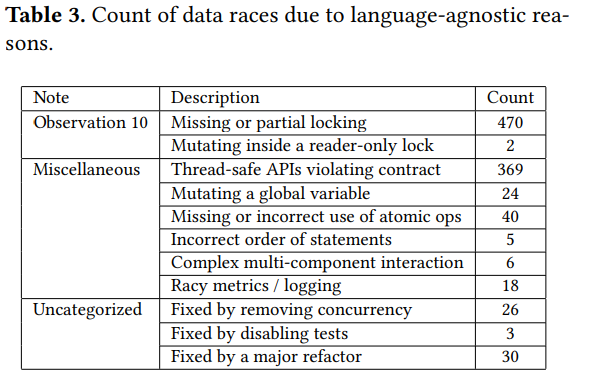 Table 3. Count of data races due to language-agnostic rea-
sons.
Note Description Count
Observation 10 Missing or partial locking 470
Mutating inside a reader-only lock 2
Miscellaneous Thread-safe APIs violating contract 369
Mutating a global variable 24
Missing or incorrect use of atomic ops 40
Incorrect order of statements 5
Complex multi-component interaction 6
Racy metrics / logging 18
Uncategorized Fixed by removing concurrency 26
Fixed by disabling tests 3
Fixed by a major refactor 30